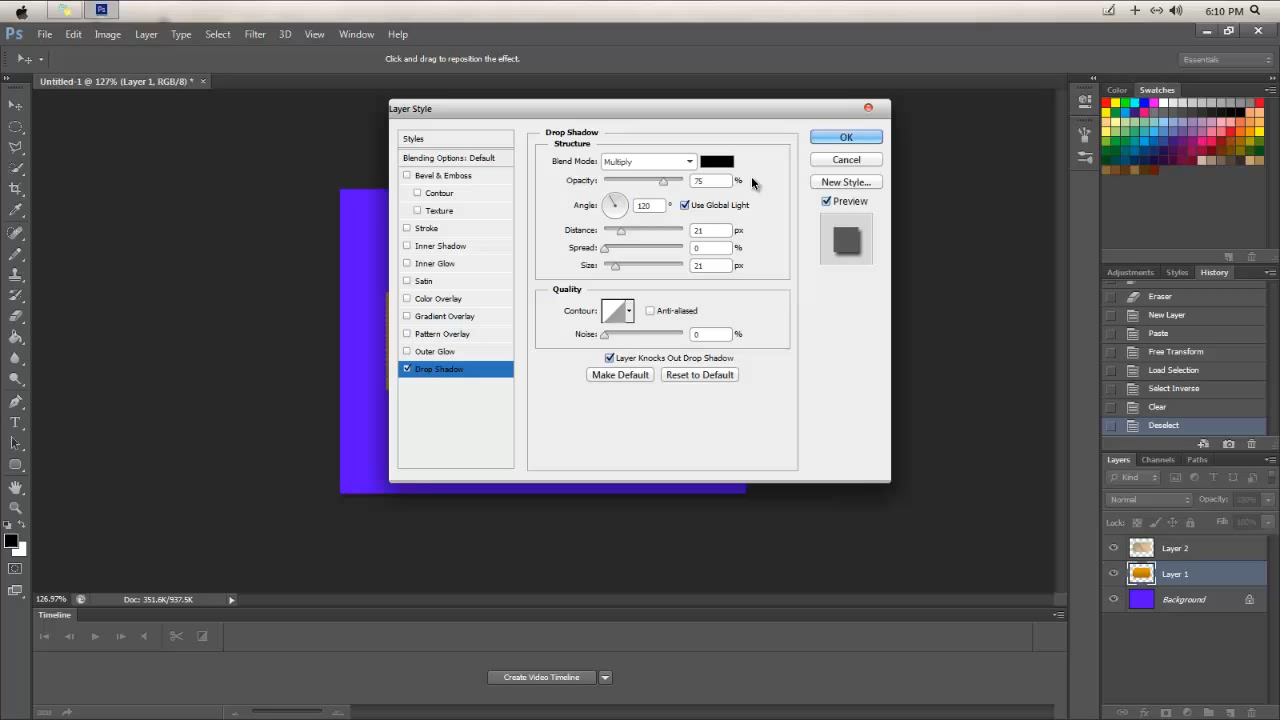 6:10 PM
Ps File Edit Image Layer Type Select Filter 3D View Window Help
Click and drag to reposition the effect.
Essentials
Untitled-1 @ 127% (Layer 1, RGB/8) * ×
Layer Style
Styles
Blending Options: Default
Bevel & Emboss
Contour
Texture
Stroke
Inner Shadow
Inner Glow
Satin
Color Overlay
Gradient Overlay
Pattern Overlay
Outer Glow
Drop Shadow
Drop Shadow
Structure
Blend Mode: Multiply
Opacity: 75 %
Angle: 120 ° Use Global Light
Distance: 21 px
Spread: 0 %
Size: 21 px
Quality
Contour: Anti-aliased
Noise: 0 %
Layer Knocks Out Drop Shadow
Make Default Reset to Default
OK
Cancel
New Style...
Preview
Color Swatches
Adjustments Styles History
Eraser
New Layer
Paste
Free Transform
Load Selection
Select Inverse
Clear
Deselect
Layers Channels Paths
Kind
Normal Opacity: 100%
Lock: Fill: 100%
Layer 2
Layer 1
Background
126.97% Doc: 351.6K/937.5K
Timeline
Create Video Timeline